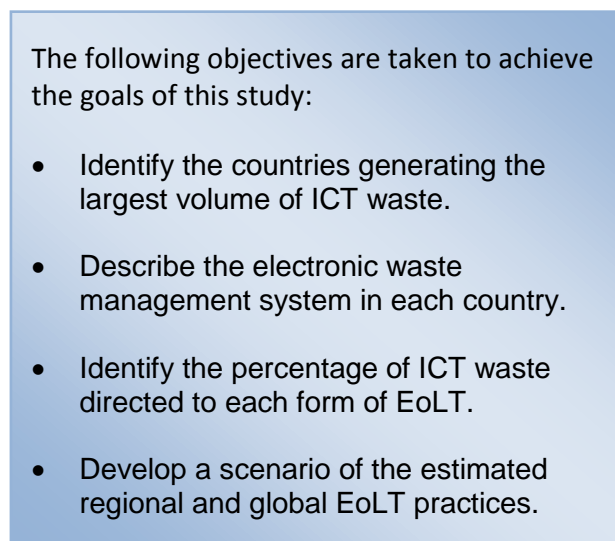 The following objectives are taken to achieve
the goals of this study:
• Identify the countries generating the
largest volume of ICT waste.
• Describe the electronic waste
management system in each country.
• Identify the percentage of ICT waste
directed to each form of EoLT.
• Develop a scenario of the estimated
regional and global EoLT practices.